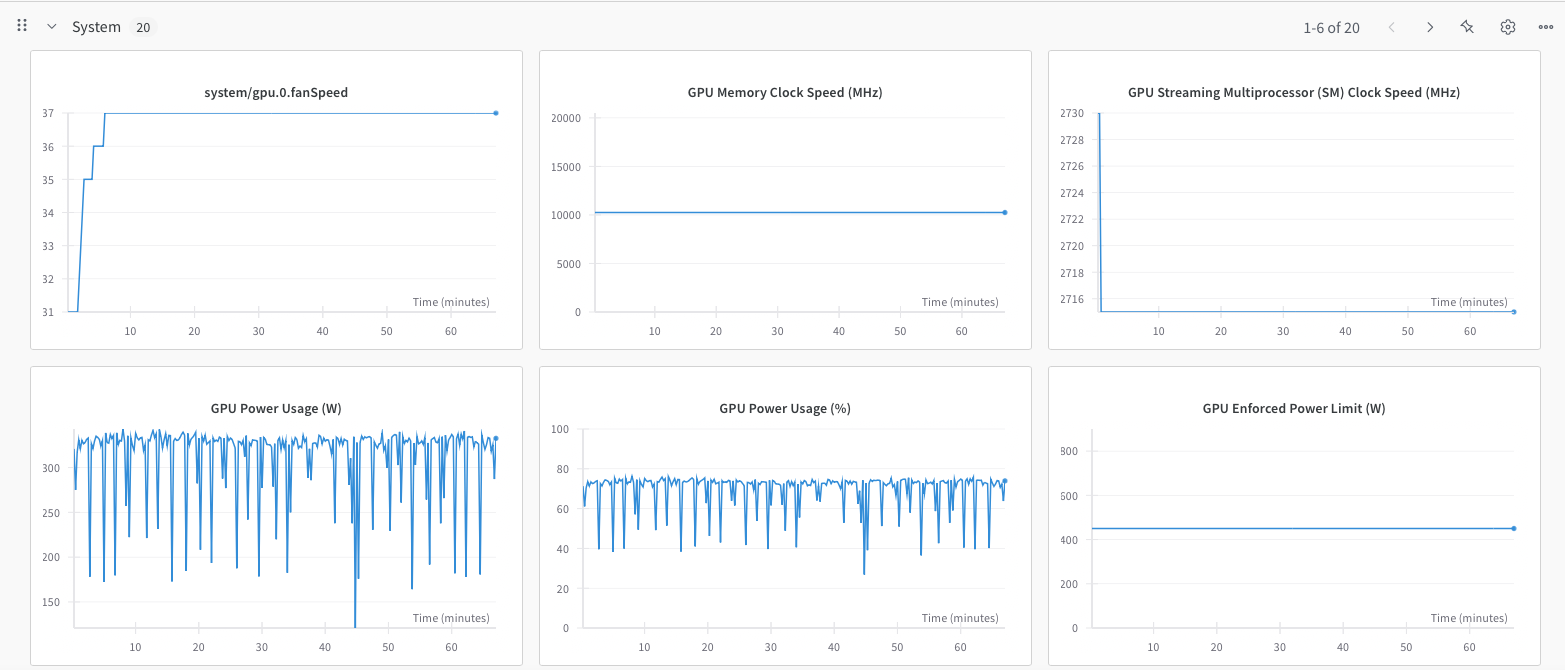 System 20
1-6 of 20
system/gpu.0.fanSpeed
37
36
35
34
33
32
31
Time (minutes)
10 20 30 40 50 60
GPU Memory Clock Speed (MHz)
20000
15000
10000
5000
0
Time (minutes)
10 20 30 40 50 60
GPU Streaming Multiprocessor (SM) Clock Speed (MHz)
2730
2728
2726
2724
2722
2720
2718
2716
Time (minutes)
10 20 30 40 50 60
GPU Power Usage (W)
300
250
200
150
Time (minutes)
10 20 30 40 50 60
GPU Power Usage (%)
100
80
60
40
20
0
Time (minutes)
10 20 30 40 50 60
GPU Enforced Power Limit (W)
800
600
400
200
0
Time (minutes)
10 20 30 40 50 60